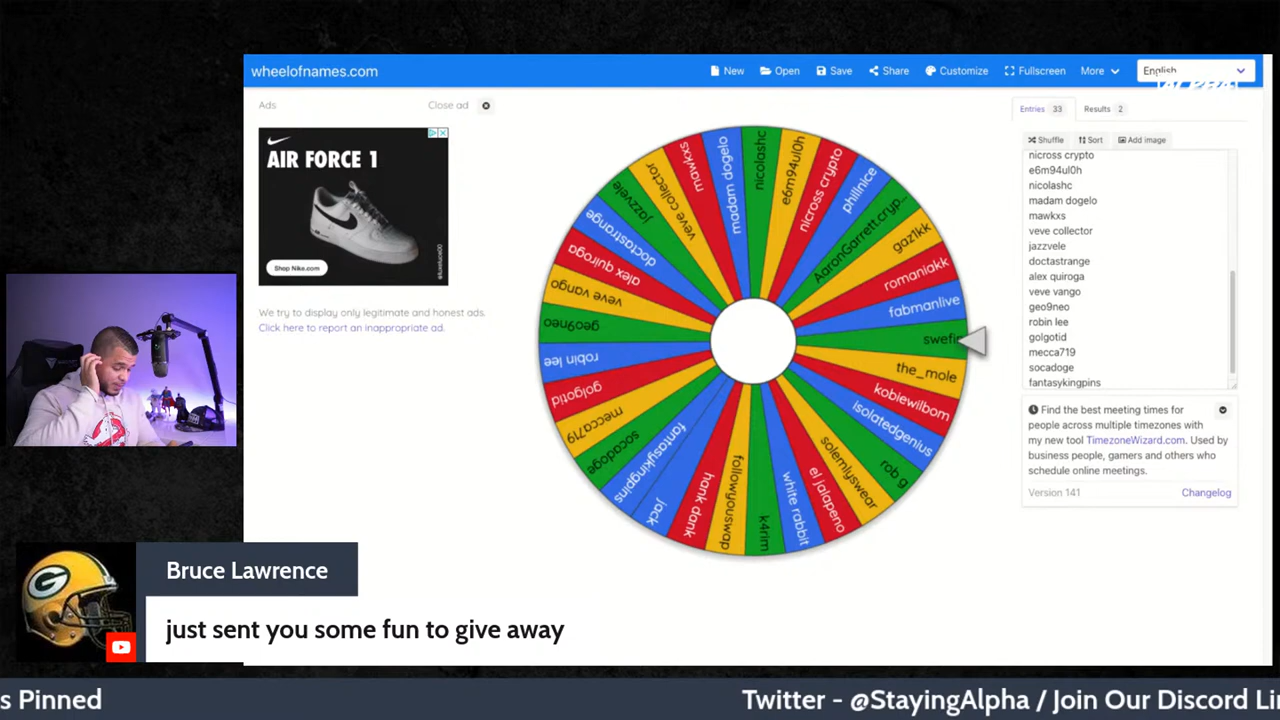 wheelofnames.com
New
Open
Save
Share
Customize
Fullscreen
More
English
Ads
Close ad
AIR FORCE 1
Shop Nike.com
We try to display only legitimate and honest ads.
Click here to report an inappropriate ad.
nicolashc
e6m94ul0h
nicross crypto
phillnice
AaronGarrett.cryp...
gaz1kk
romaniakk
fabmanlive
swefin
the_mole
kobiewilbom
isolatedgenius
rob g
solemlyswear
el jalapeno
white rabbit
k4rim
followyouswap
hank dank
jack
fantasykingpins
socadoge
mecca719
golgotid
robin lee
geo9neo
veve vango
alex quiroga
doctastrange
jazzvele
veve collector
mawkxs
madam dogelo
Entries 33
Results 2
Shuffle
Sort
Add image
nicross crypto
e6m94ul0h
nicolashc
madam dogelo
mawkxs
veve collector
jazzvele
doctastrange
alex quiroga
veve vango
geo9neo
robin lee
golgotid
mecca719
socadoge
fantasykingpins
Find the best meeting times for
people across multiple timezones with
my new tool TimezoneWizard.com. Used by
business people, gamers and others who
schedule online meetings.
Version 141
Changelog
G
Bruce Lawrence
just sent you some fun to give away
s Pinned
Twitter - @StayingAlpha / Join Our Discord Li